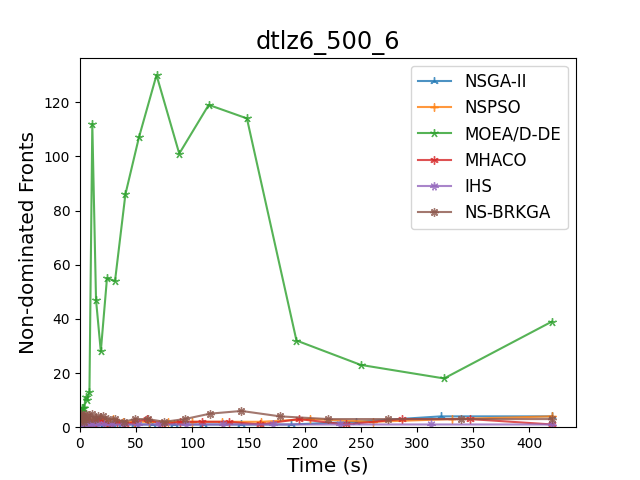 dtlz6_500_6
NSGA-II
NSPSO
MOEA/D-DE
MHACO
IHS
NS-BRKGA
Non-dominated Fronts
120
100
80
60
40
20
0
0 50 100 150 200 250 300 350 400
Time (s)